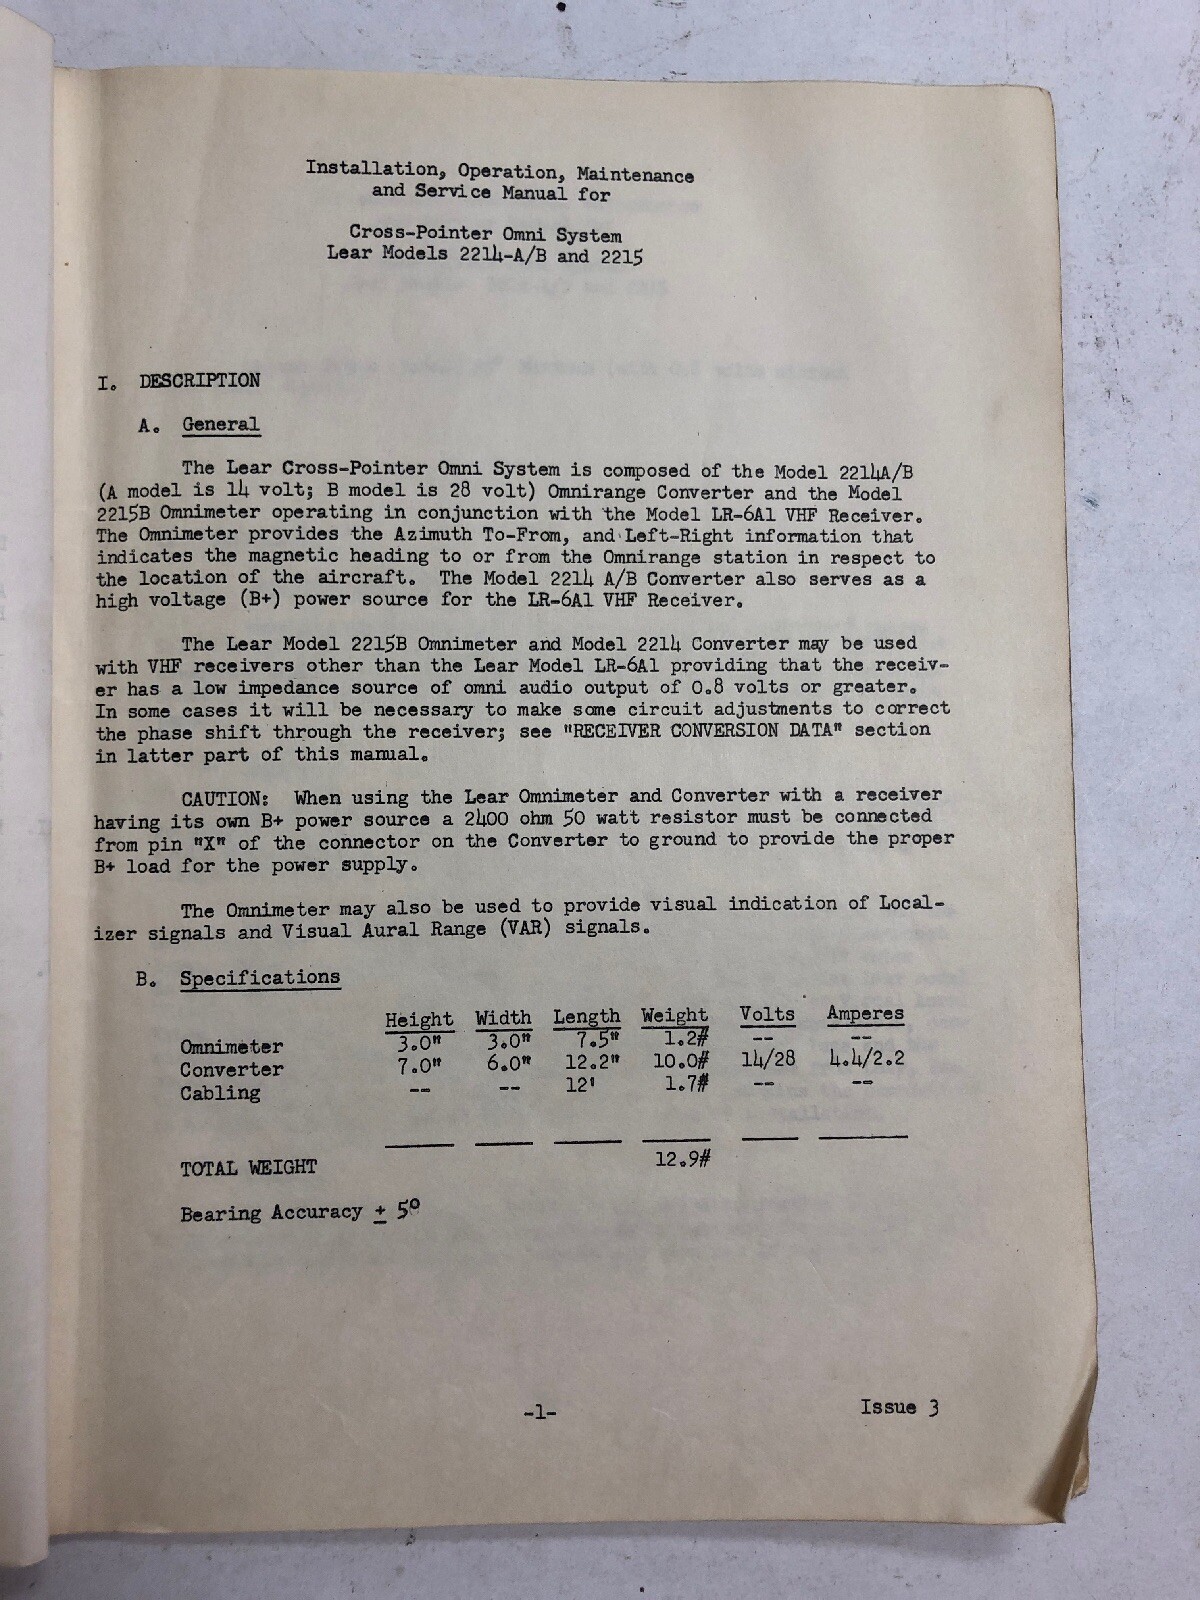 Installation, Operation, Maintenance
and Service Manual for
Cross-Pointer Omni System
Lear Models 2214-A/B and 2215
I. DESCRIPTION
A. General
The Lear Cross-Pointer Omni System is composed of the Model 2214A/B
(A model is 14 volt; B model is 28 volt) Omnirange Converter and the Model
2215B Omnimeter operating in conjunction with the Model LR-6A1 VHF Receiver.
The Omnimeter provides the Azimuth To-From, and Left-Right information that
indicates the magnetic heading to or from the Omnirange station in respect to
the location of the aircraft. The Model 2214 A/B Converter also serves as a
high voltage (B+) power source for the LR-6A1 VHF Receiver.
The Lear Model 2215B Omnimeter and Model 2214 Converter may be used
with VHF receivers other than the Lear Model LR-6A1 providing that the receiv-
er has a low impedance source of omni audio output of 0.8 volts or greater.
In some cases it will be necessary to make some circuit adjustments to correct
the phase shift through the receiver; see "RECEIVER CONVERSION DATA" section
in latter part of this manual.
CAUTION: When using the Lear Omnimeter and Converter with a receiver
having its own B+ power source a 2400 ohm 50 watt resistor must be connected
from pin "X" of the connector on the Converter to ground to provide the proper
B+ load for the power supply.
The Omnimeter may also be used to provide visual indication of Local-
izer signals and Visual Aural Range (VAR) signals.
B. Specifications
Height Width Length Weight Volts Amperes
Omnimeter 3.0" 3.0" 7.5" 1.2# -- --
Converter 7.0" 6.0" 12.2" 10.0# 14/28 4.4/2.2
Cabling -- -- 12' 1.7# -- --
TOTAL WEIGHT 12.9#
Bearing Accuracy ± 5°
-1- Issue 3